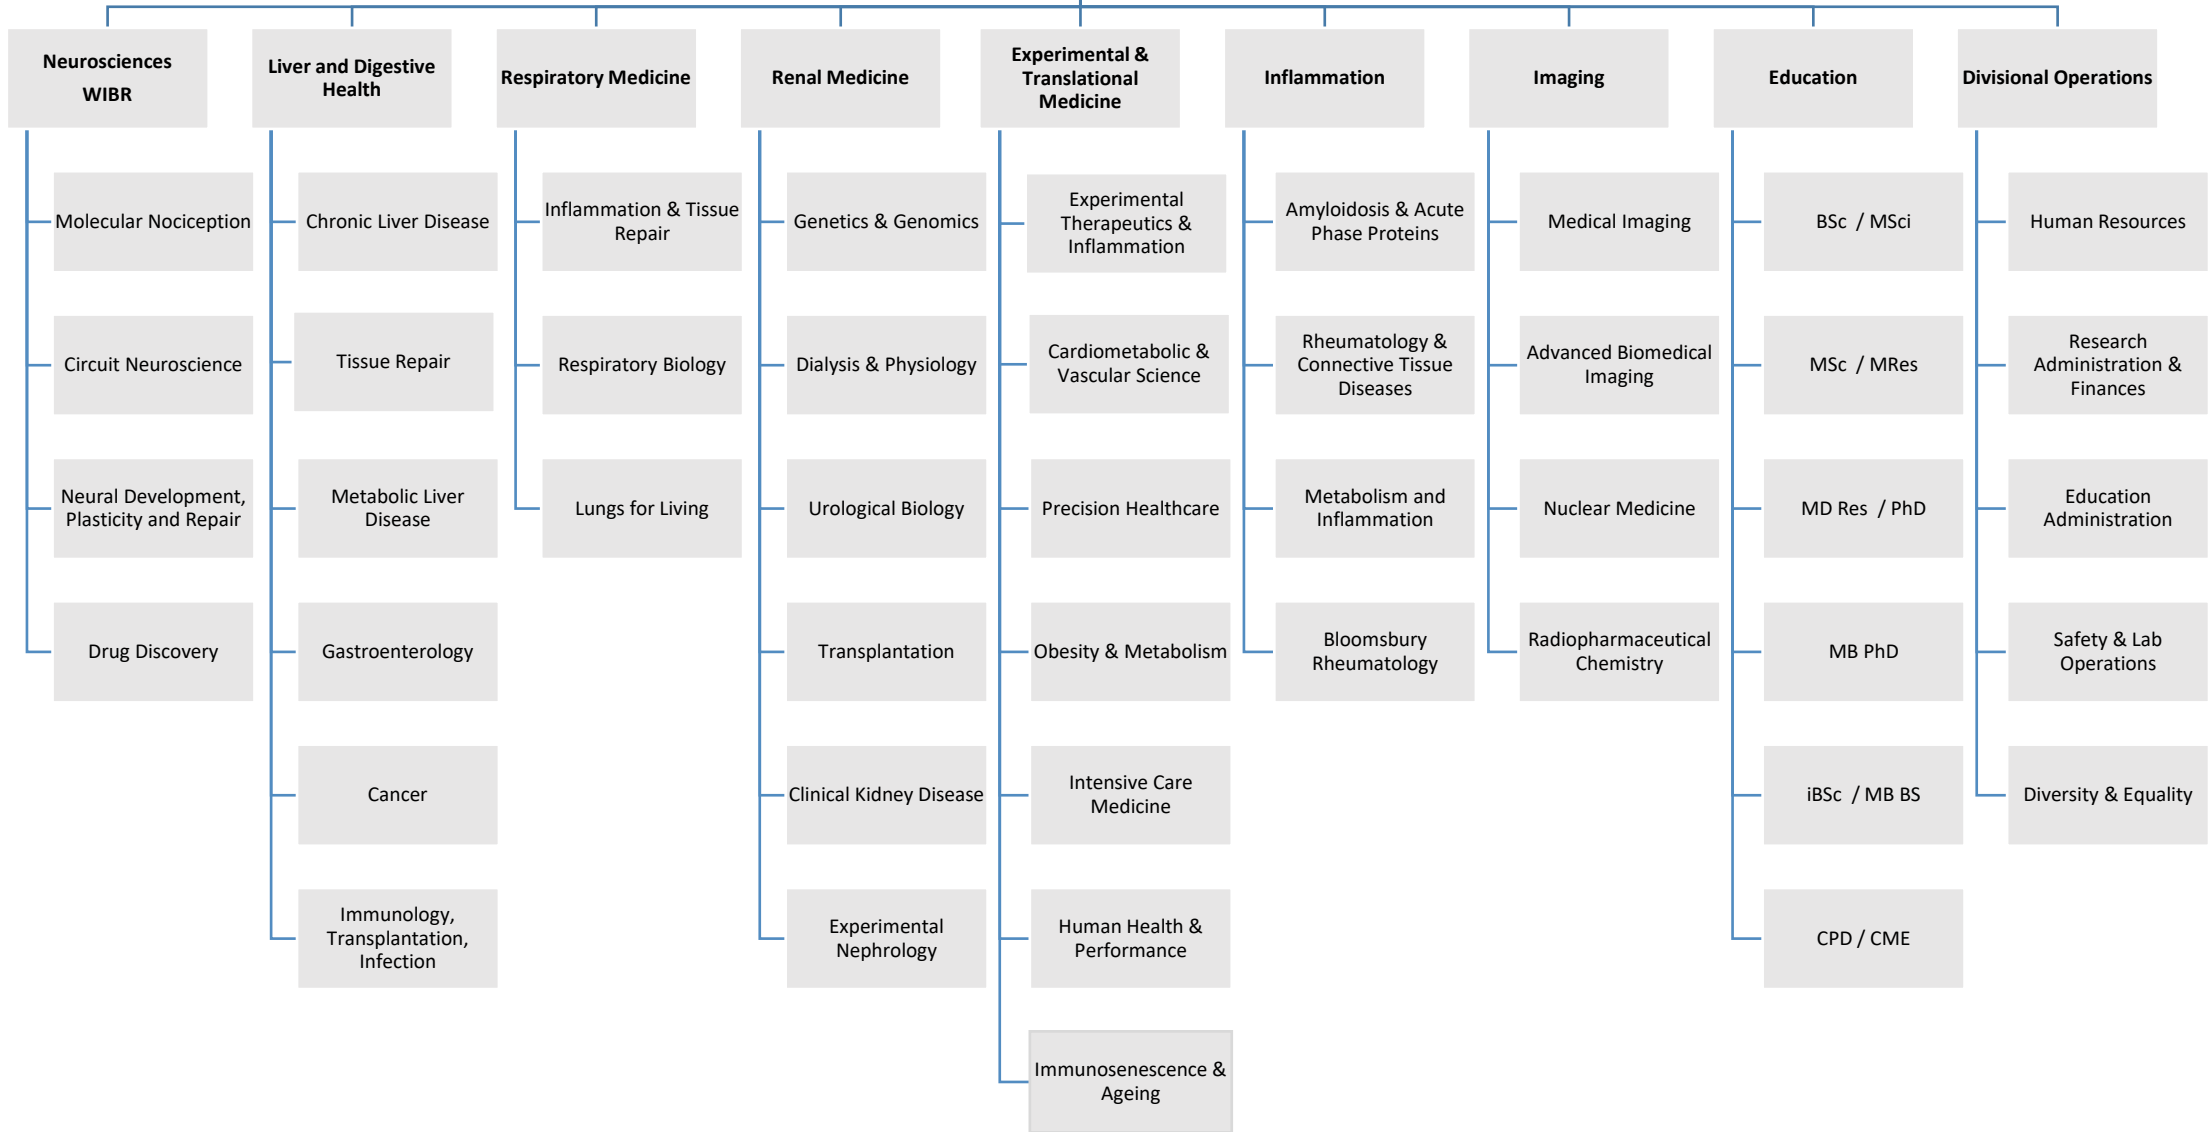 Neurosciences
WIBR
Liver and Digestive
Health
Respiratory Medicine
Renal Medicine
Experimental &
Translational
Medicine
Inflammation
Imaging
Education
Divisional Operations
Molecular Nociception
Circuit Neuroscience
Neural Development,
Plasticity and Repair
Drug Discovery
Chronic Liver Disease
Tissue Repair
Metabolic Liver
Disease
Gastroenterology
Cancer
Immunology,
Transplantation,
Infection
Inflammation & Tissue
Repair
Respiratory Biology
Lungs for Living
Genetics & Genomics
Dialysis & Physiology
Urological Biology
Transplantation
Clinical Kidney Disease
Experimental
Nephrology
Experimental
Therapeutics &
Inflammation
Cardiometabolic &
Vascular Science
Precision Healthcare
Obesity & Metabolism
Intensive Care
Medicine
Human Health &
Performance
Immunosenescence &
Ageing
Amyloidosis & Acute
Phase Proteins
Rheumatology &
Connective Tissue
Diseases
Metabolism and
Inflammation
Bloomsbury
Rheumatology
Medical Imaging
Advanced Biomedical
Imaging
Nuclear Medicine
Radiopharmaceutical
Chemistry
BSc / MSci
MSc / MRes
MD Res / PhD
MB PhD
iBSc / MB BS
CPD / CME
Human Resources
Research
Administration &
Finances
Education
Administration
Safety & Lab
Operations
Diversity & Equality